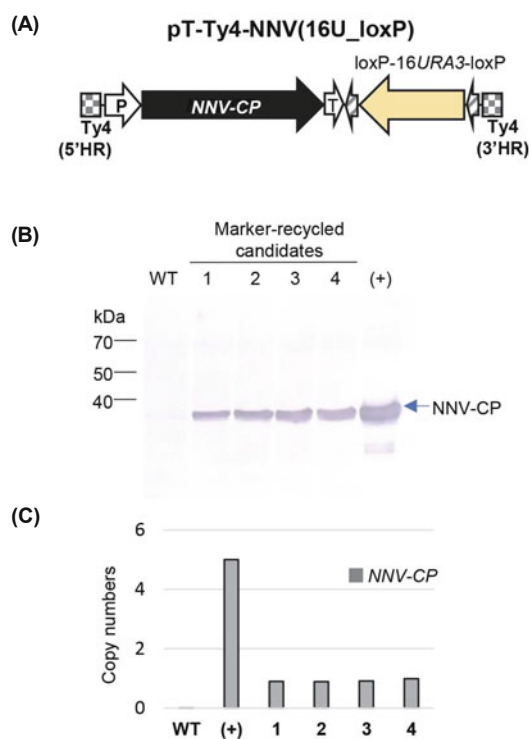 (A)
pT-Ty4-NNV(16U_loxP)
loxP-16URA3-loxP
P
NNV-CP
T
Ty4
(5'HR)
Ty4
(3'HR)
(B)
Marker-recycled
candidates
WT 1 2 3 4 (+)
kDa
70
50
40
NNV-CP
(C)
6
4
2
0
Copy numbers
NNV-CP
WT (+) 1 2 3 4